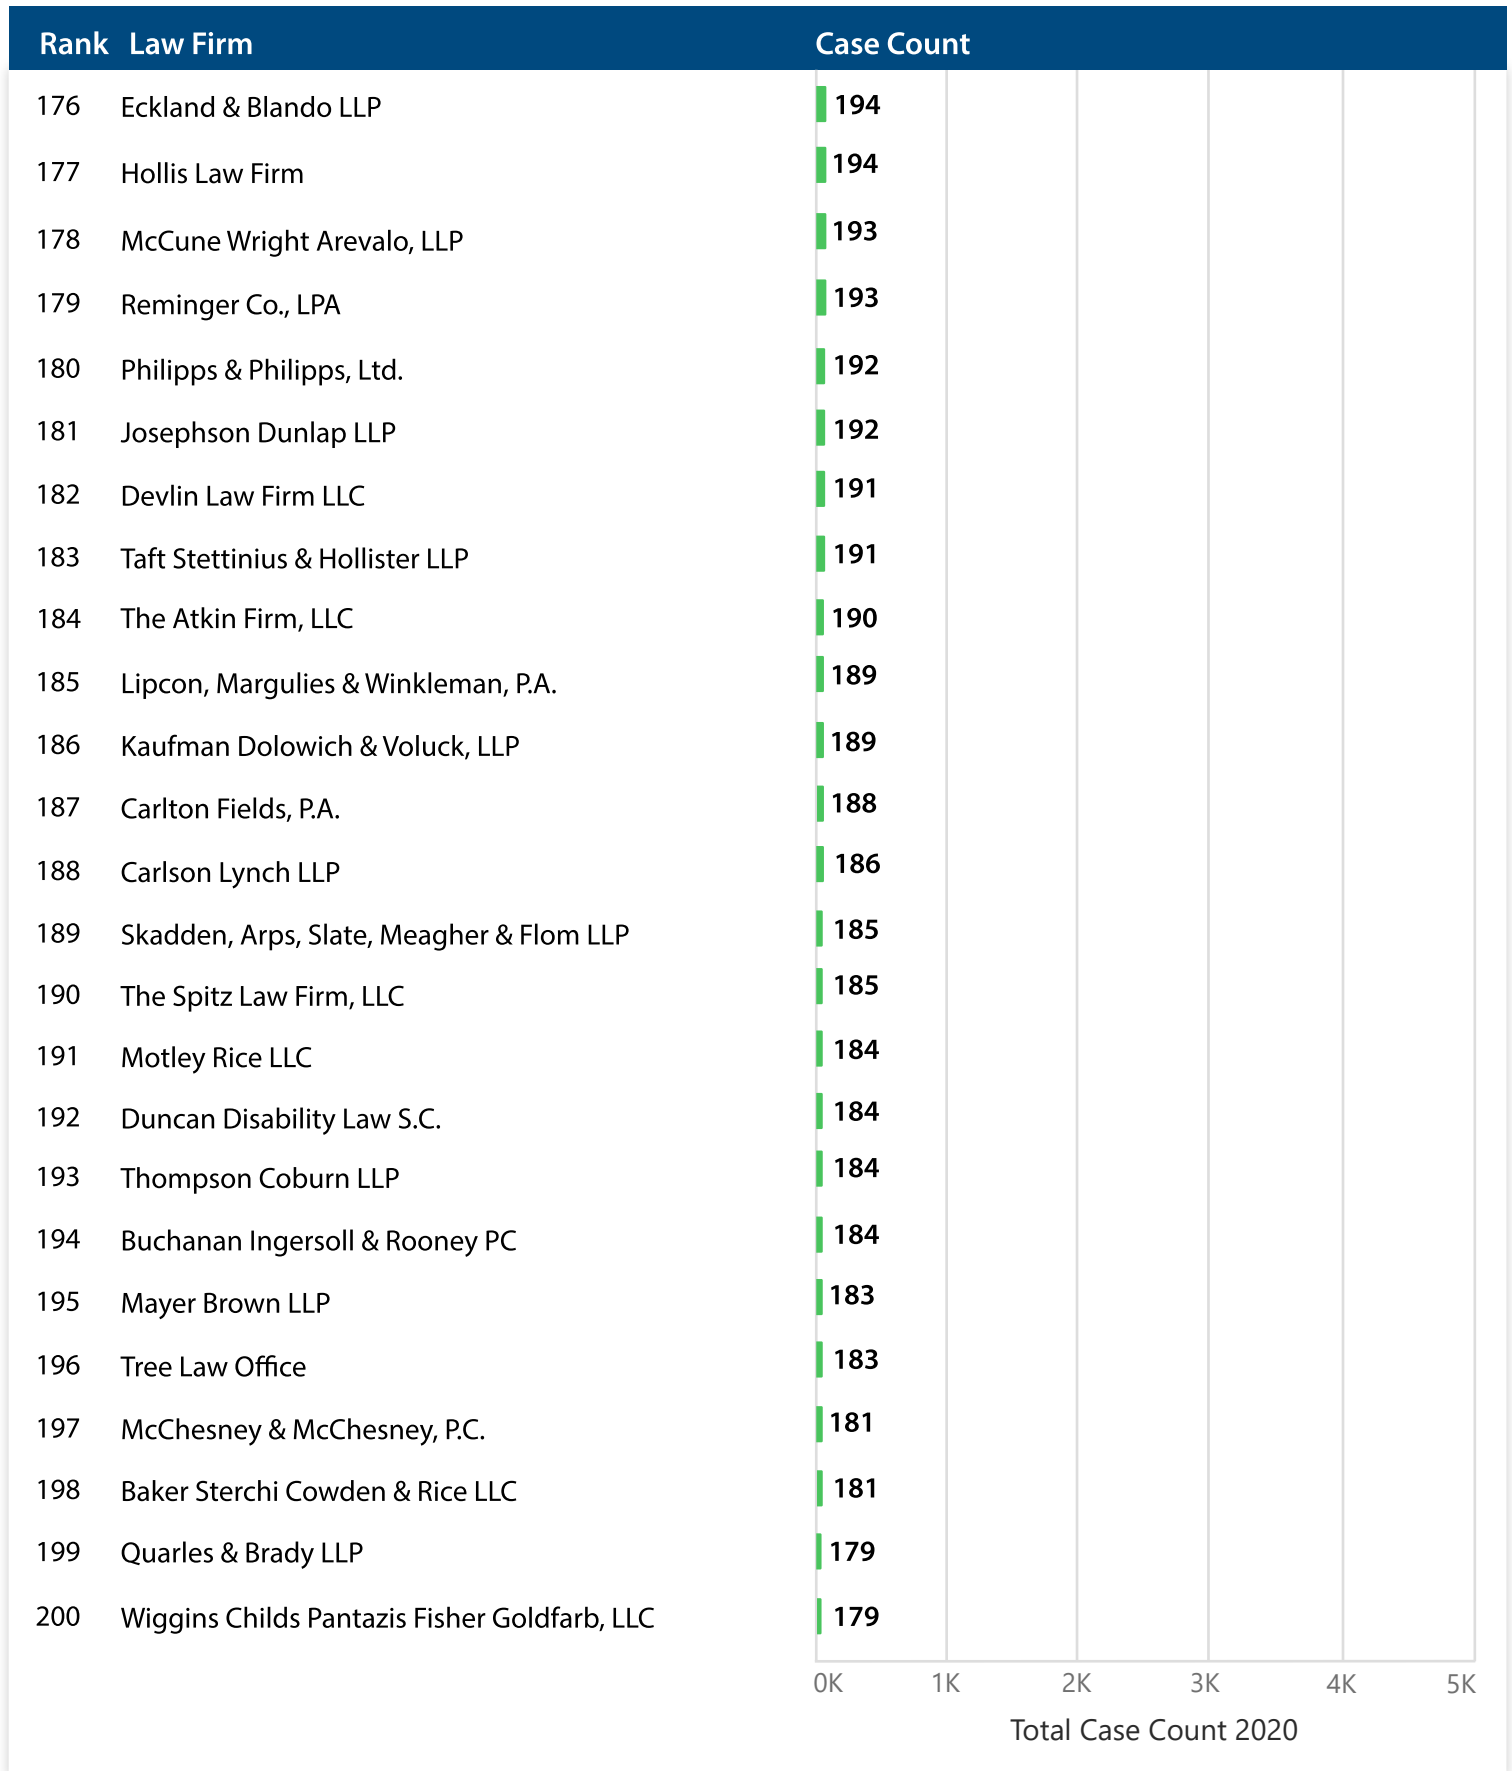 Rank Law Firm Case Count
176 Eckland & Blando LLP 194
177 Hollis Law Firm 194
178 McCune Wright Arevalo, LLP 193
179 Reminger Co., LPA 193
180 Philipps & Philipps, Ltd. 192
181 Josephson Dunlap LLP 192
182 Devlin Law Firm LLC 191
183 Taft Stettinius & Hollister LLP 191
184 The Atkin Firm, LLC 190
185 Lipcon, Margulies & Winkleman, P.A. 189
186 Kaufman Dolowich & Voluck, LLP 189
187 Carlton Fields, P.A. 188
188 Carlson Lynch LLP 186
189 Skadden, Arps, Slate, Meagher & Flom LLP 185
190 The Spitz Law Firm, LLC 185
191 Motley Rice LLC 184
192 Duncan Disability Law S.C. 184
193 Thompson Coburn LLP 184
194 Buchanan Ingersoll & Rooney PC 184
195 Mayer Brown LLP 183
196 Tree Law Office 183
197 McChesney & McChesney, P.C. 181
198 Baker Sterchi Cowden & Rice LLC 181
199 Quarles & Brady LLP 179
200 Wiggins Childs Pantazis Fisher Goldfarb, LLC 179
0K 1K 2K 3K 4K 5K
Total Case Count 2020